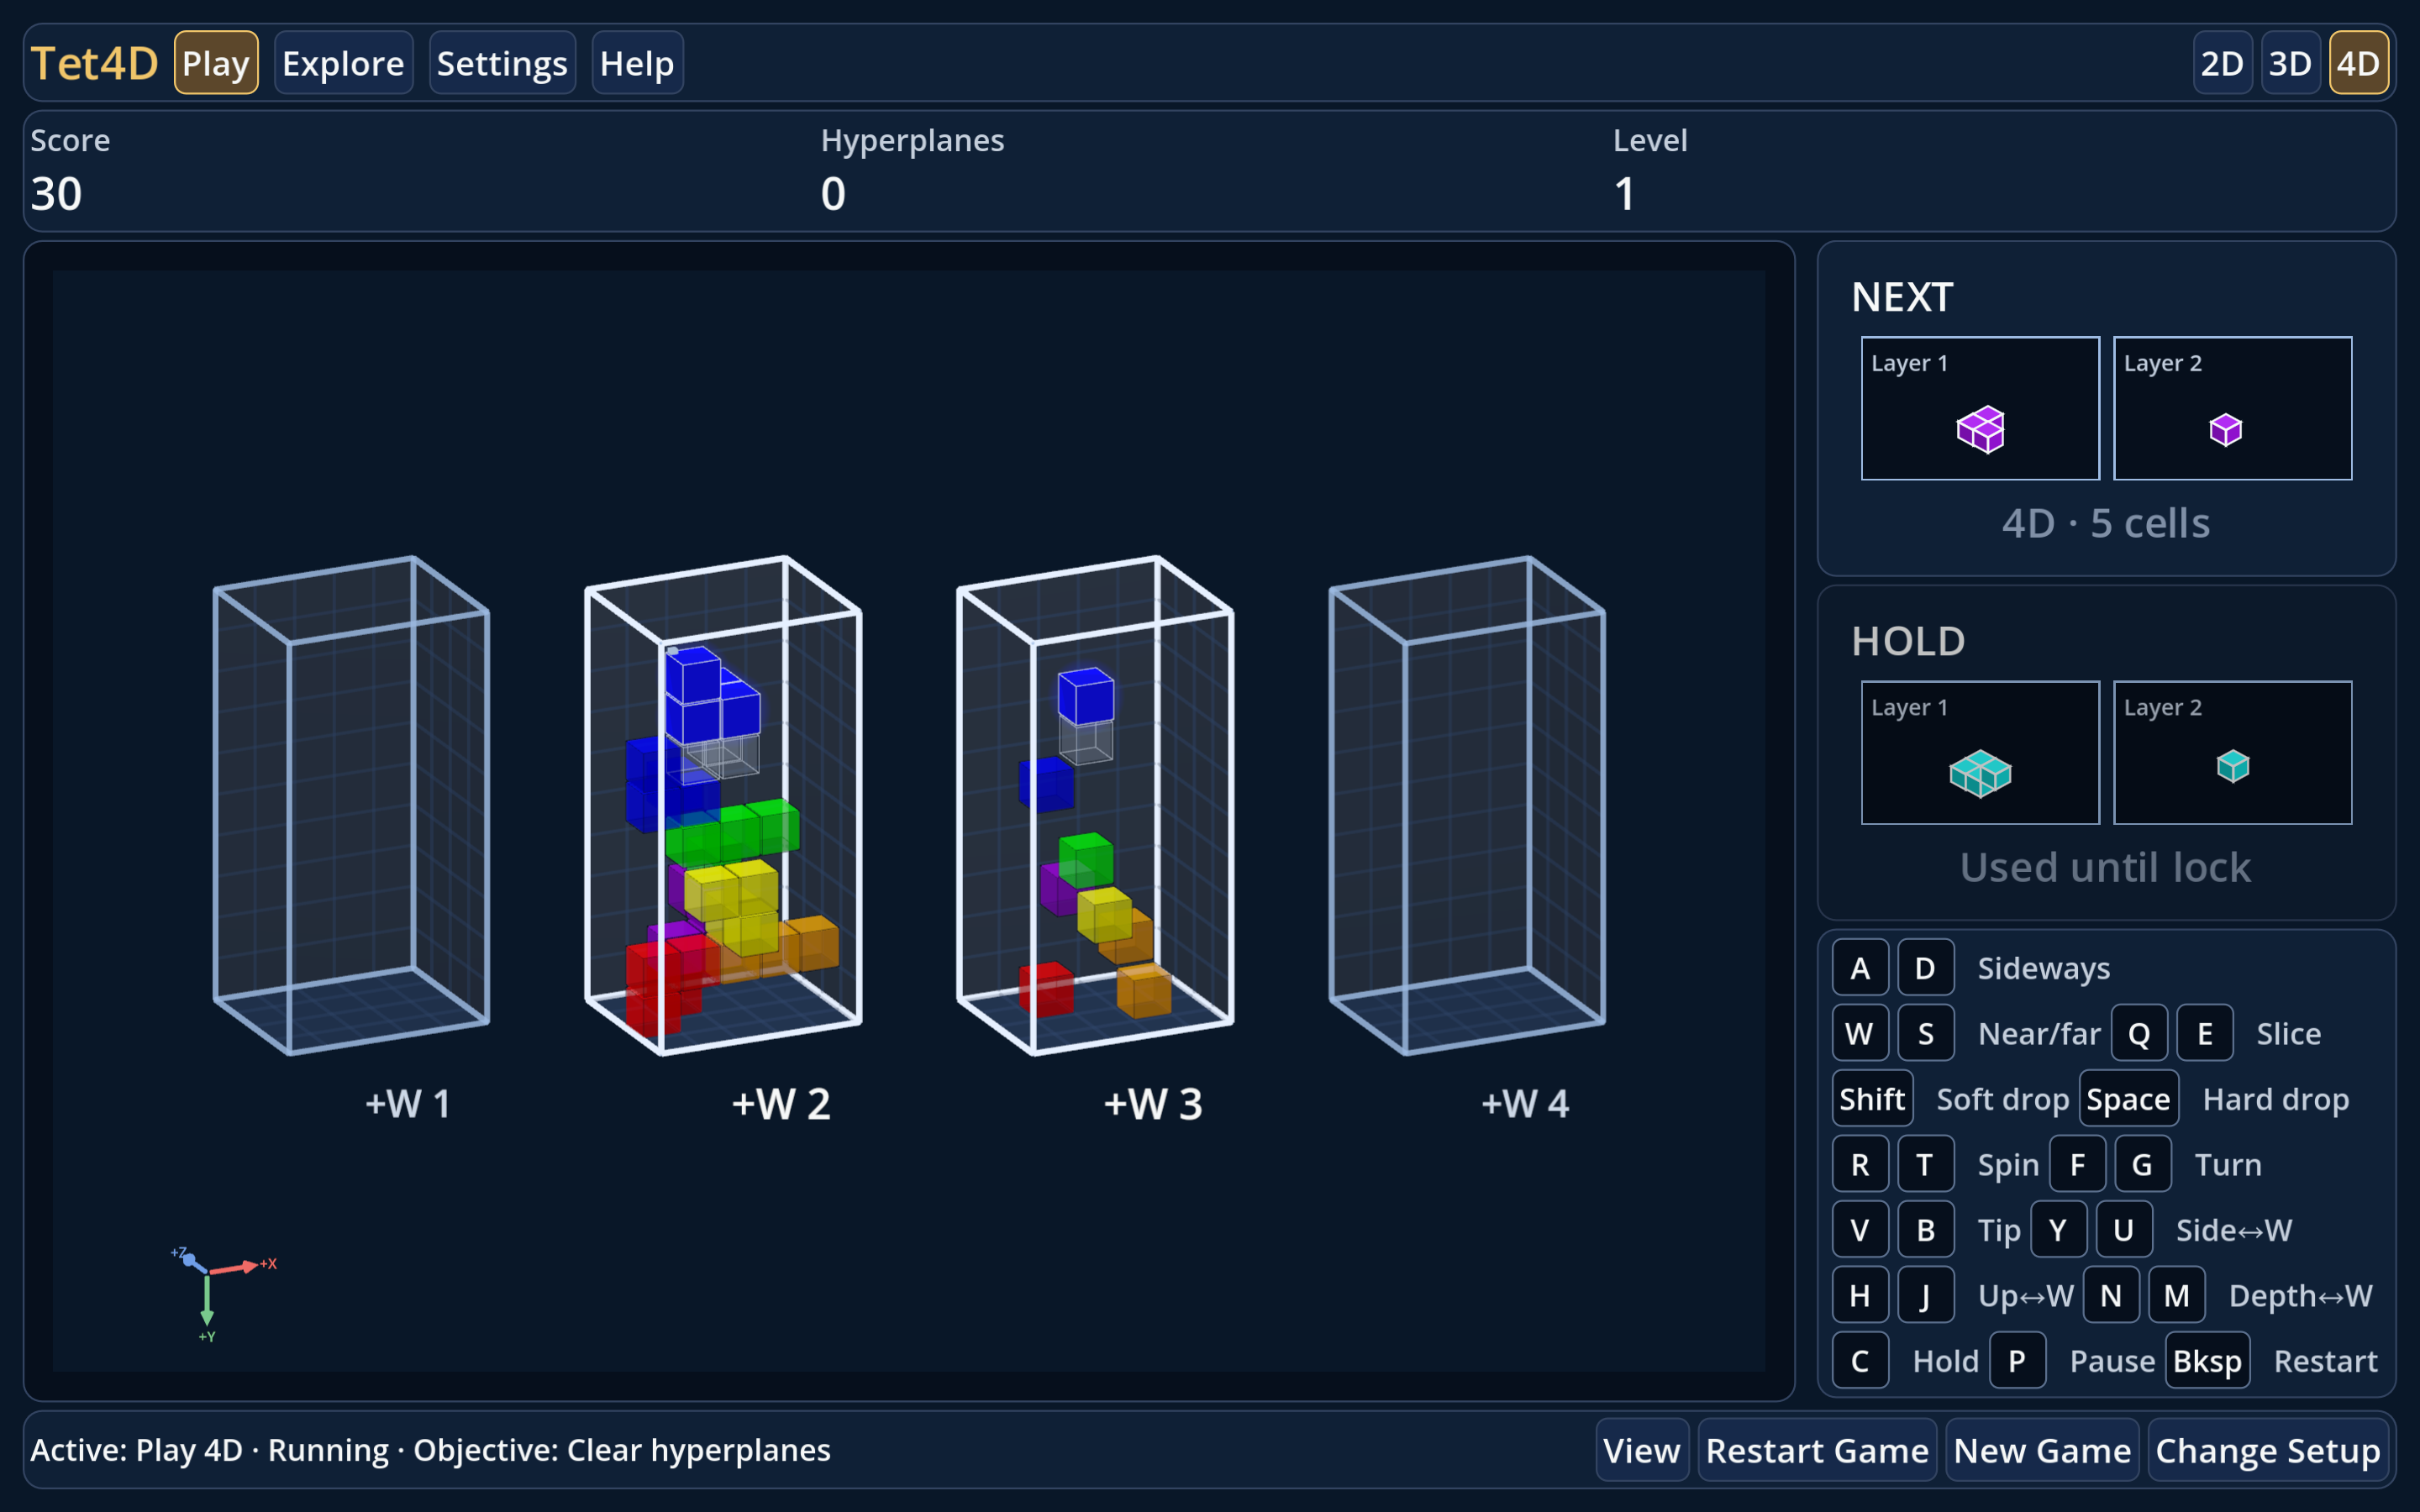 Tet4D Play Explore Settings Help 2D 3D 4D
Score Hyperplanes Level
30 0 1
NEXT
Layer 1 Layer 2
4D · 5 cells
HOLD
Layer 1 Layer 2
Used until lock
A D Sideways
W S Near/far Q E Slice
Shift Soft drop Space Hard drop
R T Spin F G Turn
V B Tip Y U Side↔W
H J Up↔W N M Depth↔W
C Hold P Pause Bksp Restart
+W 1 +W 2 +W 3 +W 4
+Z +X
+Y
Active: Play 4D · Running · Objective: Clear hyperplanes View Restart Game New Game Change Setup